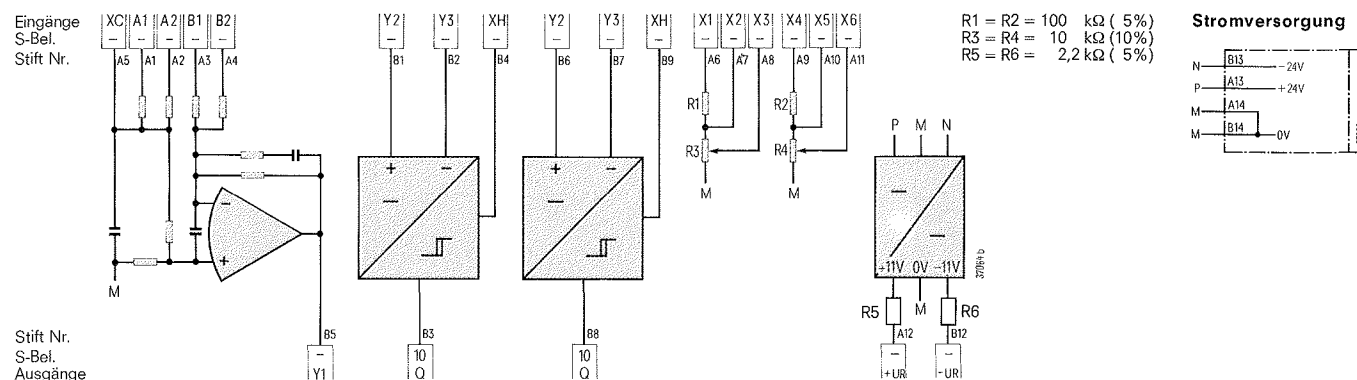 Eingänge XC A1 A2 B1 B2 Y2 Y3 XH Y2 Y3 XH X1 X2 X3 X4 X5 X6
S-Bel. – – – – – – – – – – – – – – – – –
Stift Nr. A5 A1 A2 A3 A4 B1 B2 B4 B6 B7 B9 A6 A7 A8 A9 A10 A11
R1 = R2 = 100 kΩ ( 5%)
R3 = R4 = 10 kΩ (10%)
R5 = R6 = 2,2 kΩ ( 5%)
Stromversorgung
N B13 –24V
P A13 +24V
M A14
M B14 0V
R1 R2
R3 R4
M M
P M N
+ – + –
– –
– +
M
+11V 0V –11V
37064b
R5 M R6
Stift Nr. B5 B3 B8 A12 B12
S-Bel. – 10 10 – –
Ausgänge Y1 Q Q +UR -UR